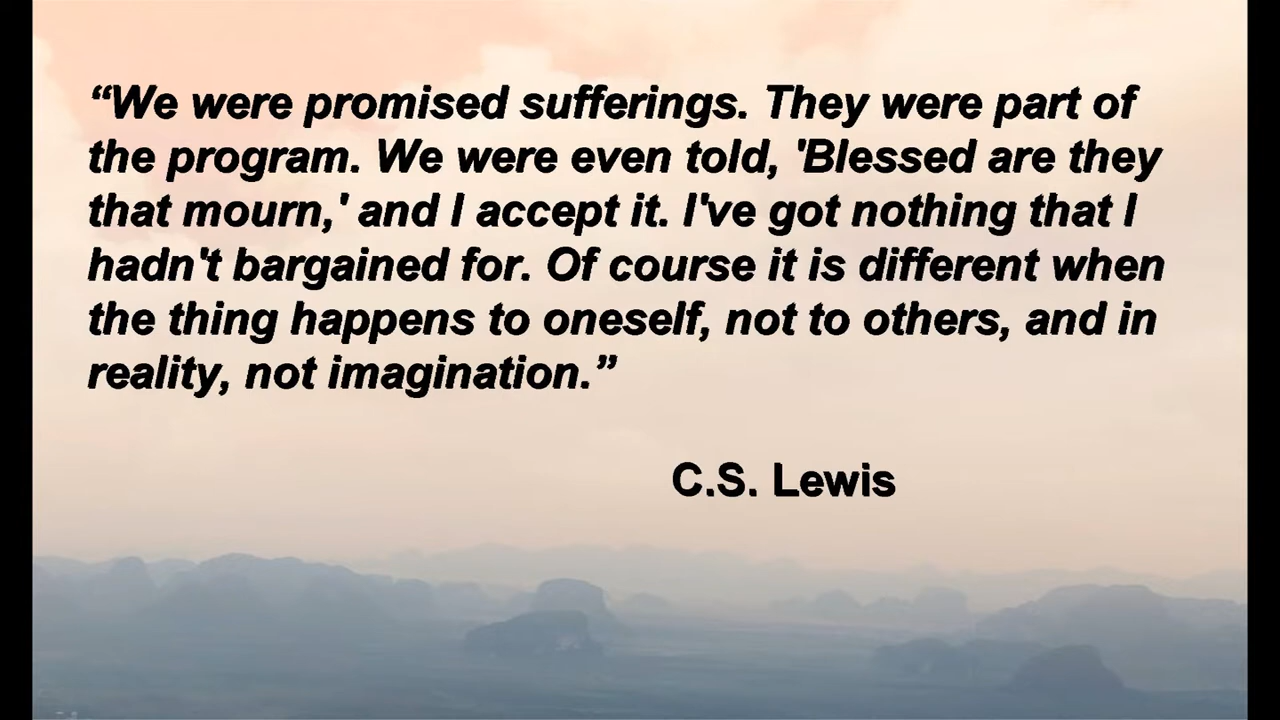 “We were promised sufferings. They were part of
the program. We were even told, 'Blessed are they
that mourn,' and I accept it. I've got nothing that I
hadn't bargained for. Of course it is different when
the thing happens to oneself, not to others, and in
reality, not imagination.”
C.S. Lewis